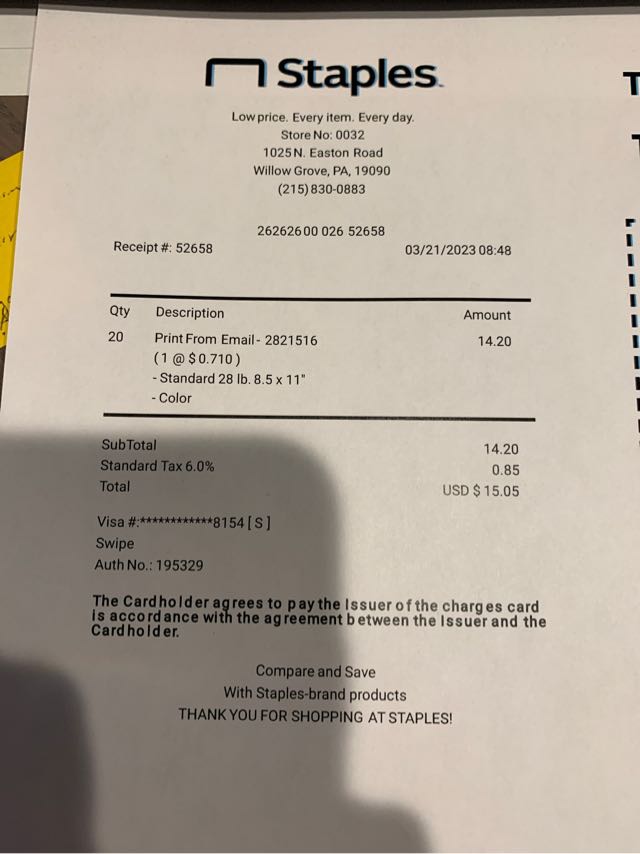 Staples.
Low price. Every item. Every day.
Store No: 0032
1025 N. Easton Road
Willow Grove, PA, 19090
(215) 830-0883
26262600 026 52658
Receipt #: 52658 03/21/2023 08:48
Qty Description Amount
20 Print From Email - 2821516 14.20
(1 @ $0.710)
- Standard 28 lb. 8.5 x 11"
- Color
SubTotal 14.20
Standard Tax 6.0% 0.85
Total USD $ 15.05
Visa #:************8154 [ S ]
Swipe
Auth No.: 195329
The Cardholder agrees to pay the Issuer of the charges card
is accordance with the agreement between the Issuer and the
Cardholder.
Compare and Save
With Staples-brand products
THANK YOU FOR SHOPPING AT STAPLES!